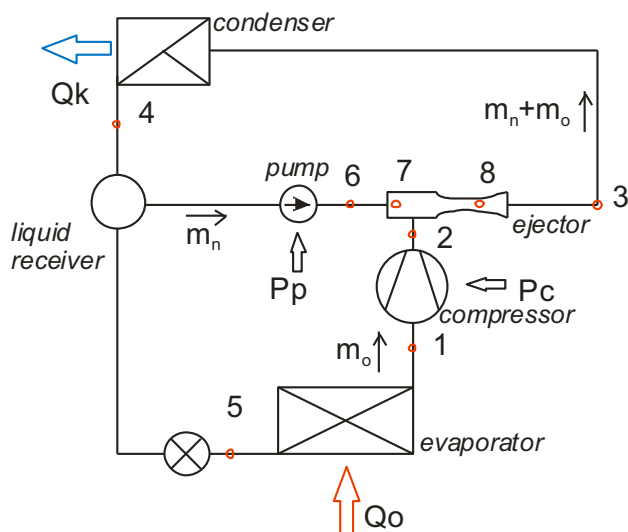 condenser
Qk
4
mn+mo
pump
6
7
8
3
ejector
liquid
receiver
mn
2
Pp
Pc
compressor
mo
1
5
evaporator
Qo